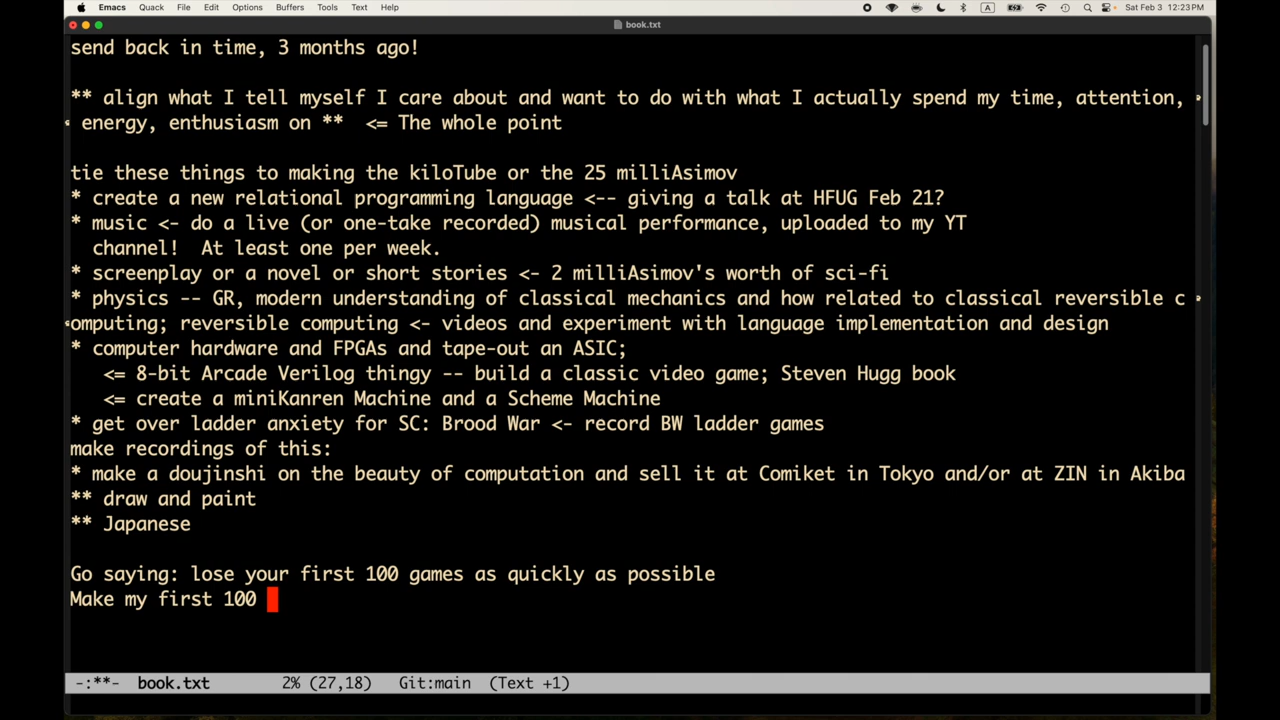 Emacs Quack File Edit Options Buffers Tools Text Help A Sat Feb 3 12:23 PM
book.txt
send back in time, 3 months ago!
** align what I tell myself I care about and want to do with what I actually spend my time, attention,
energy, enthusiasm on ** <= The whole point
tie these things to making the kiloTube or the 25 milliAsimov
* create a new relational programming language <-- giving a talk at HFUG Feb 21?
* music <- do a live (or one-take recorded) musical performance, uploaded to my YT
channel! At least one per week.
* screenplay or a novel or short stories <- 2 milliAsimov's worth of sci-fi
* physics -- GR, modern understanding of classical mechanics and how related to classical reversible c
omputing; reversible computing <- videos and experiment with language implementation and design
* computer hardware and FPGAs and tape-out an ASIC;
<= 8-bit Arcade Verilog thingy -- build a classic video game; Steven Hugg book
<= create a miniKanren Machine and a Scheme Machine
* get over ladder anxiety for SC: Brood War <- record BW ladder games
make recordings of this:
* make a doujinshi on the beauty of computation and sell it at Comiket in Tokyo and/or at ZIN in Akiba
** draw and paint
** Japanese
Go saying: lose your first 100 games as quickly as possible
Make my first 100
-:**- book.txt 2% (27,18) Git:main (Text +1)